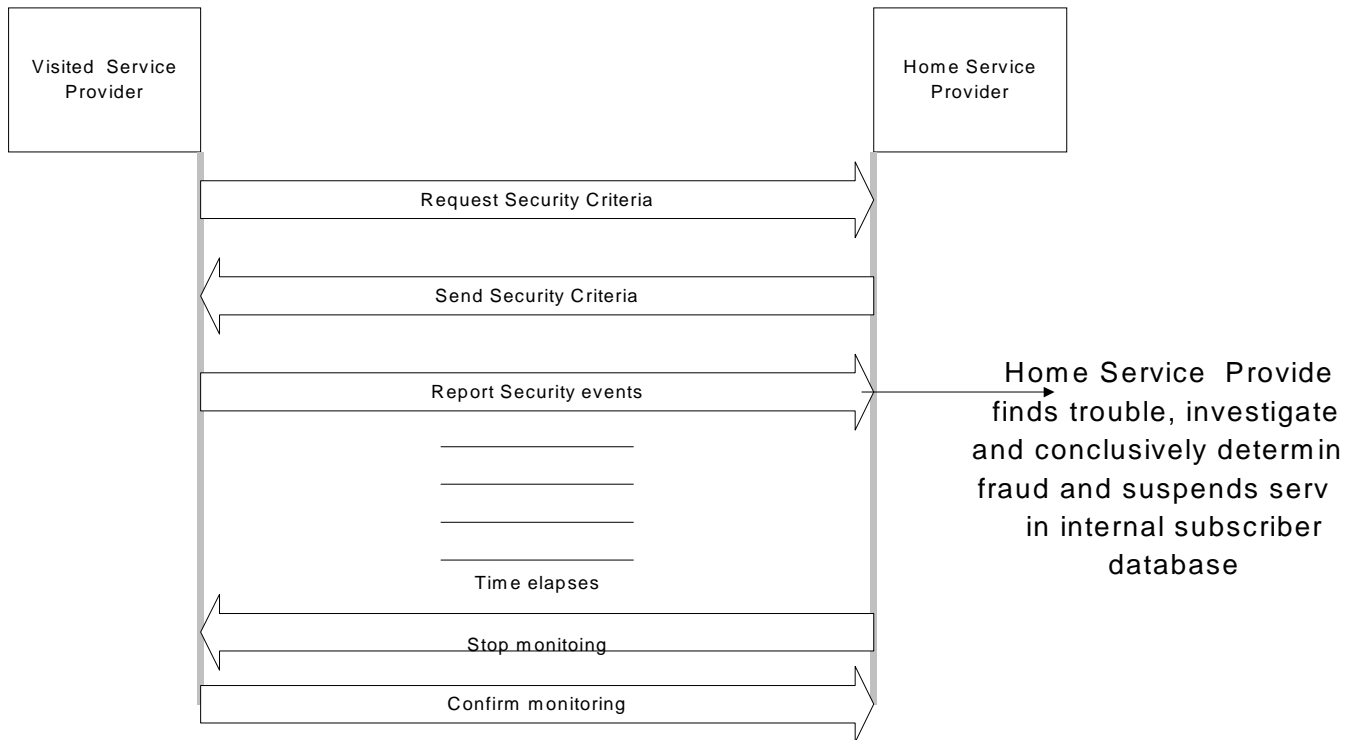 Visited Service
Provider
Home Service
Provider
Request Security Criteria
Send Security Criteria
Report Security events
Home Service Provide
finds trouble, investigate
and conclusively determin
fraud and suspends serv
in internal subscriber
database
Time elapses
Stop monitoing
Confirm monitoring